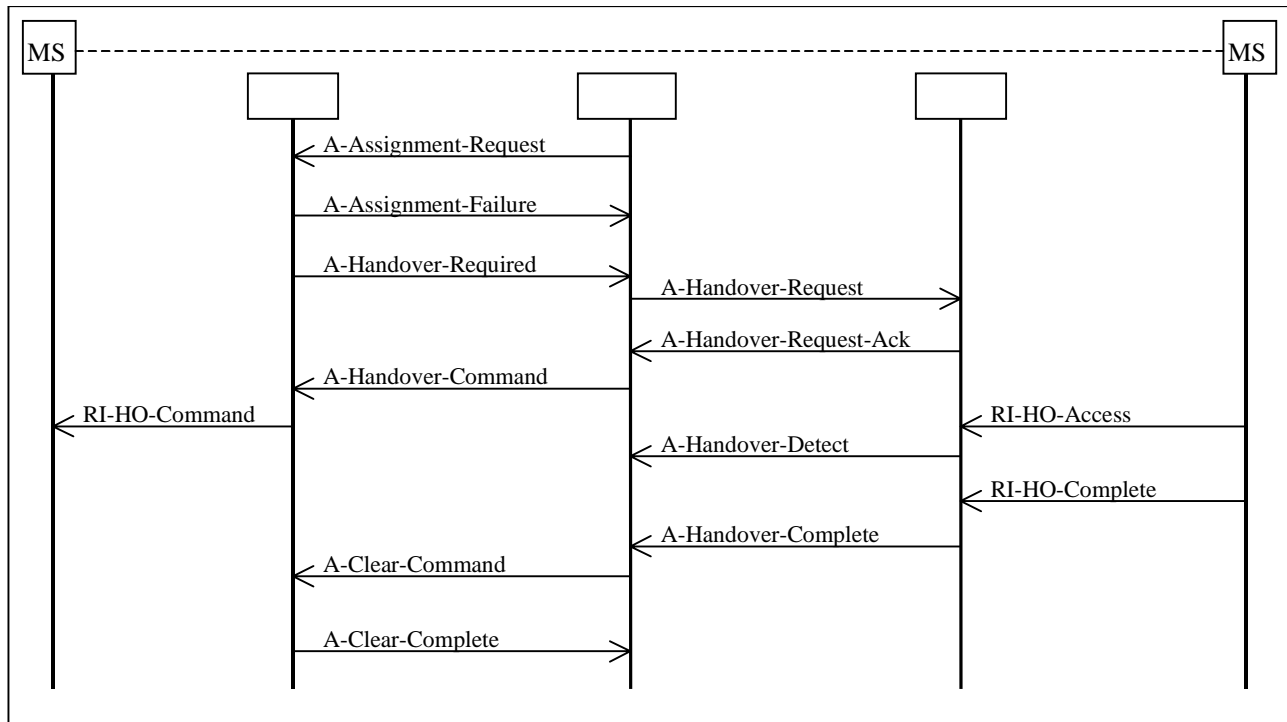 MS
MS
A-Assignment-Request
A-Assignment-Failure
A-Handover-Required
A-Handover-Request
A-Handover-Request-Ack
A-Handover-Command
RI-HO-Command
RI-HO-Access
A-Handover-Detect
RI-HO-Complete
A-Handover-Complete
A-Clear-Command
A-Clear-Complete